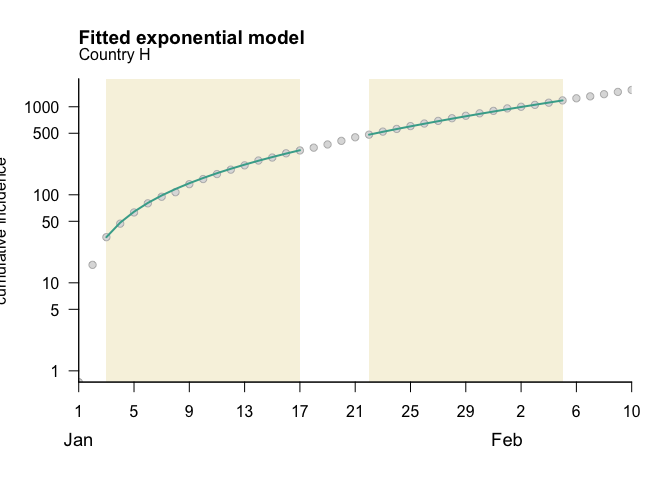 Fitted exponential model
Country H
cumulative incidence
1000
500
100
50
10
5
1
1 5 9 13 17 21 25 29 2 6 10
Jan Feb